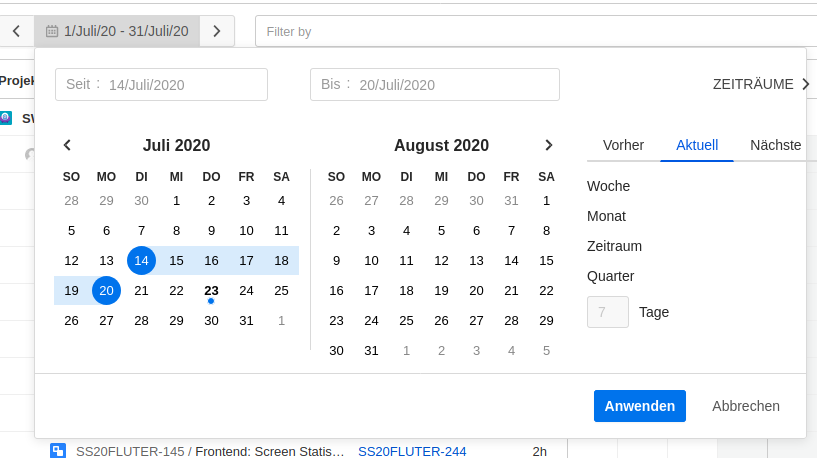 1/Juli/20 - 31/Juli/20 Filter by
Projek
Seit : 14/Juli/2020 Bis : 20/Juli/2020 ZEITRÄUME
SW
Juli 2020 August 2020 Vorher Aktuell Nächste
SO MO DI MI DO FR SA SO MO DI MI DO FR SA
28 29 30 1 2 3 4 26 27 28 29 30 31 1 Woche
5 6 7 8 9 10 11 2 3 4 5 6 7 8 Monat
12 13 14 15 16 17 18 9 10 11 12 13 14 15 Zeitraum
19 20 21 22 23 24 25 16 17 18 19 20 21 22 Quarter
26 27 28 29 30 31 1 23 24 25 26 27 28 29 7 Tage
30 31 1 2 3 4 5
Anwenden Abbrechen
SS20FLUTER-145 / Frontend: Screen Statis… SS20FLUTER-244 2h